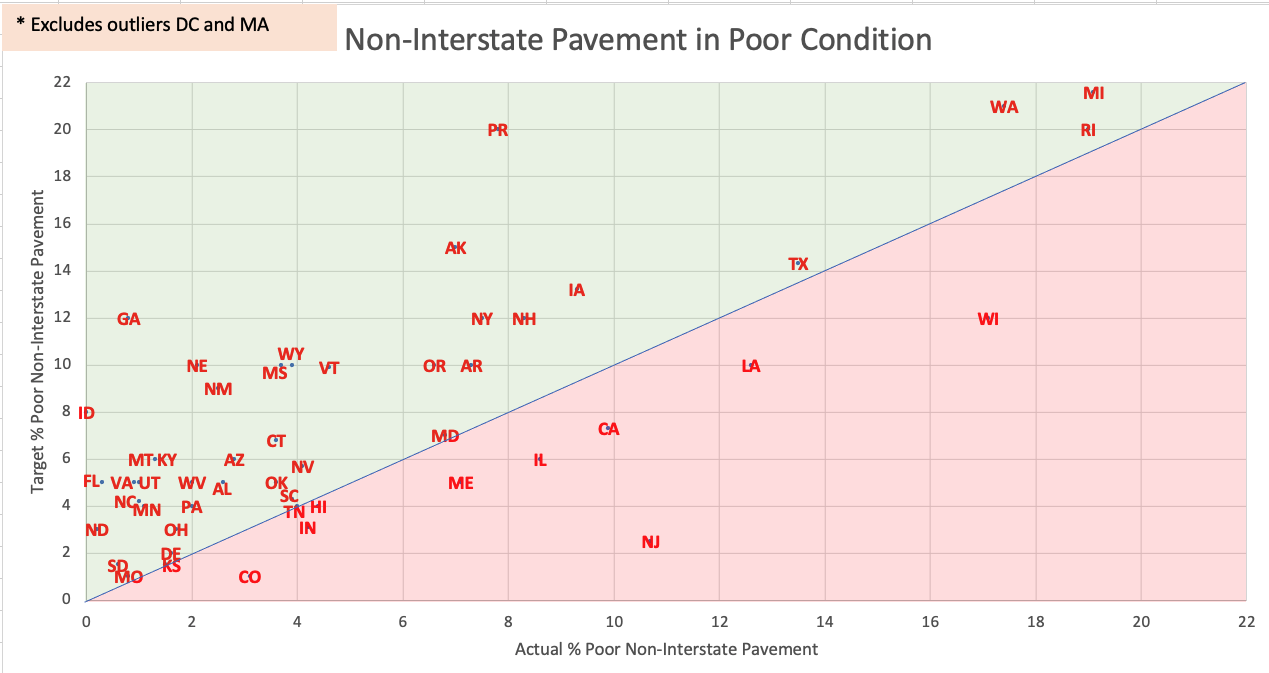 * Excludes outliers DC and MA
Non-Interstate Pavement in Poor Condition
22
MI
WA
20
PR
RI
18
16
AK
14
TX
IA
12
GA
NY
NH
WI
WY
10
NE
MS
VT
OR
AR
LA
NM
8
ID
CT
MD
CA
6
MT
KY
AZ
NV
IL
FL
VA
UT
WV
AL
OK
ME
SC
4
NC
MN
PA
TN
HI
ND
OH
IN
NJ
2
DE
SD
KS
MO
CO
0
0 2 4 6 8 10 12 14 16 18 20 22
Target % Poor Non-Interstate Pavement
Actual % Poor Non-Interstate Pavement